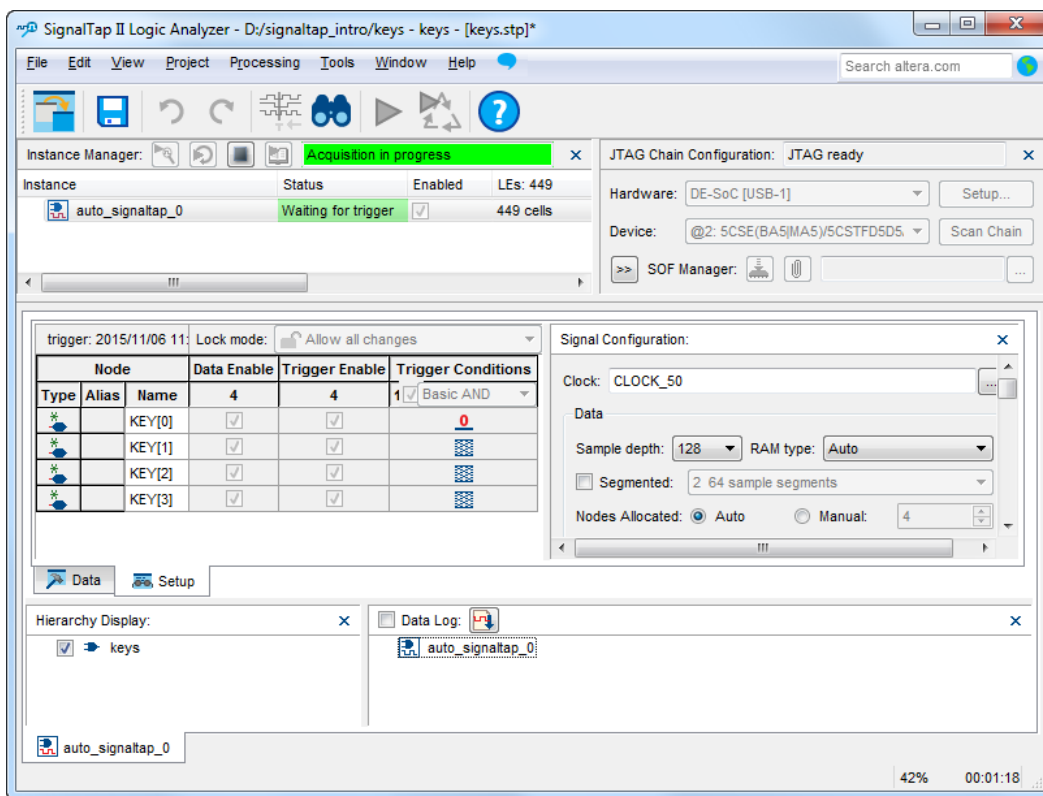 SignalTap II Logic Analyzer - D:/signaltap_intro/keys - keys - [keys.stp]*
File Edit View Project Processing Tools Window Help
Search altera.com
Instance Manager: Acquisition in progress
Instance Status Enabled LEs: 449
auto_signaltap_0 Waiting for trigger 449 cells
JTAG Chain Configuration: JTAG ready
Hardware: DE-SoC [USB-1] Setup...
Device: @2: 5CSE(BA5|MA5)/5CSTFD5D5. Scan Chain
>> SOF Manager: ...
trigger: 2015/11/06 11: Lock mode: Allow all changes
Node Data Enable Trigger Enable Trigger Conditions
Type Alias Name 4 4 1 Basic AND
KEY[0] 0
KEY[1]
KEY[2]
KEY[3]
Signal Configuration:
Clock: CLOCK_50 ...
Data
Sample depth: 128 RAM type: Auto
Segmented: 2 64 sample segments
Nodes Allocated: Auto Manual: 4
Data Setup
Hierarchy Display:
keys
Data Log:
auto_signaltap_0
auto_signaltap_0
42% 00:01:18